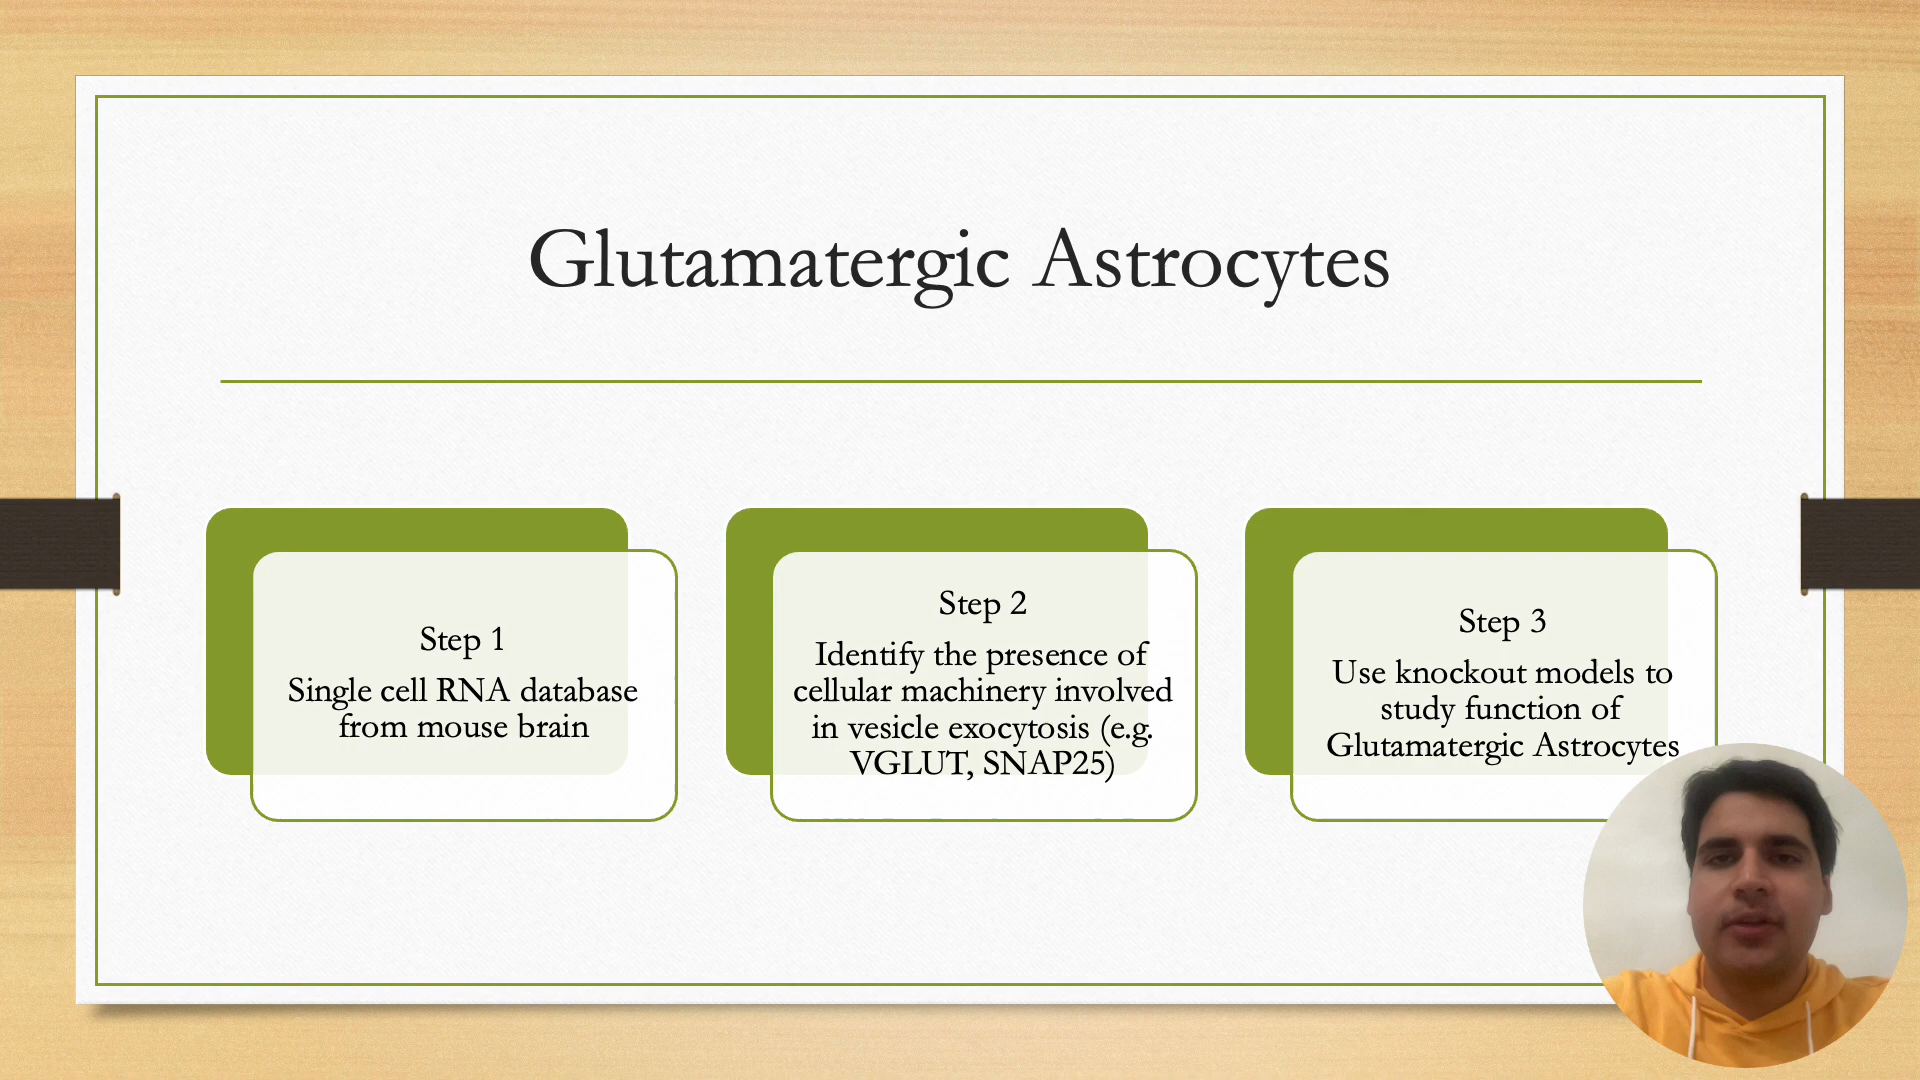 Glutamatergic Astrocytes
Step 1
Single cell RNA database
from mouse brain
Step 2
Identify the presence of
cellular machinery involved
in vesicle exocytosis (e.g.
VGLUT, SNAP25)
Step 3
Use knockout models to
study function of
Glutamatergic Astrocytes